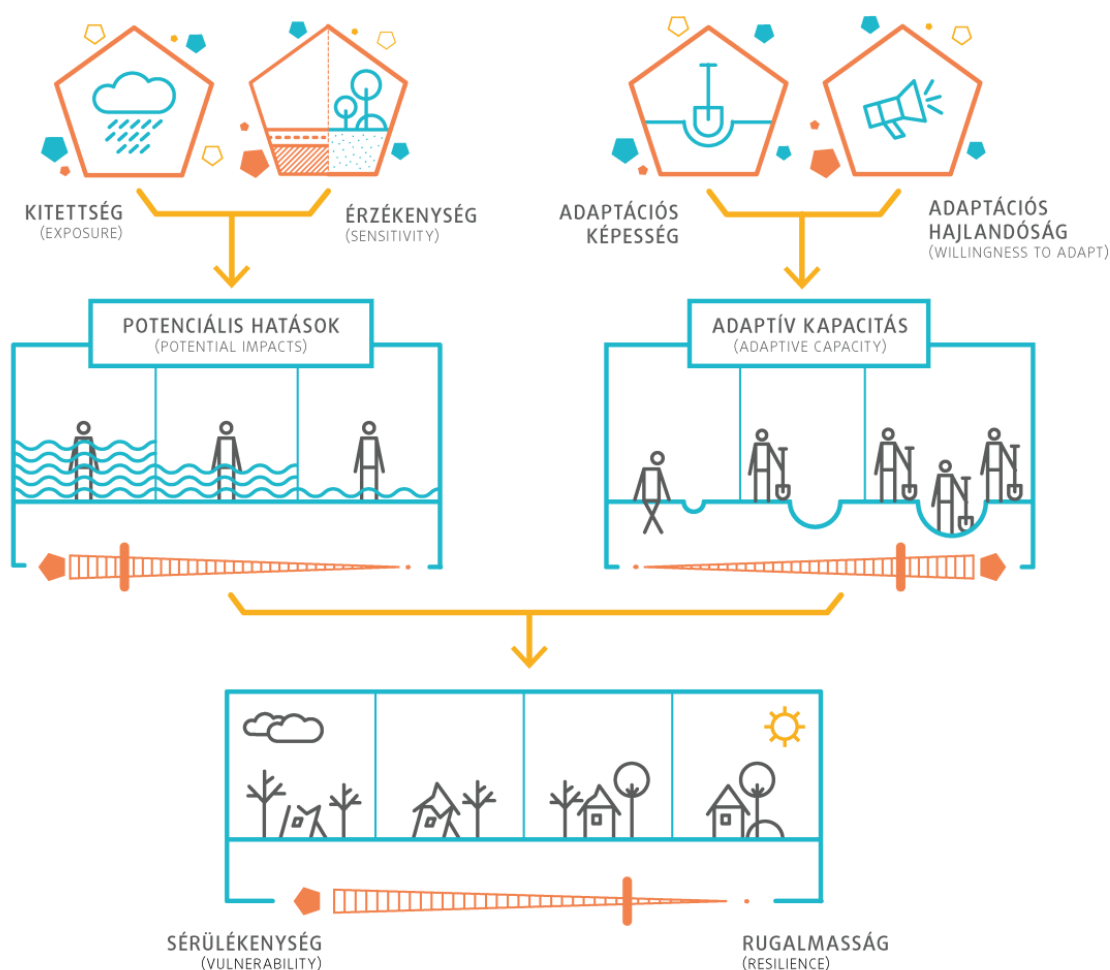 KITETTSÉG
(EXPOSURE)
ÉRZÉKENYSÉG
(SENSITIVITY)
ADAPTÁCIÓS
KÉPESSÉG
ADAPTÁCIÓS
HAJLANDÓSÁG
(WILLINGNESS TO ADAPT)
POTENCIÁLIS HATÁSOK
(POTENTIAL IMPACTS)
ADAPTÍV KAPACITÁS
(ADAPTIVE CAPACITY)
SÉRÜLÉKENYSÉG
(VULNERABILITY)
RUGALMASSÁG
(RESILIENCE)